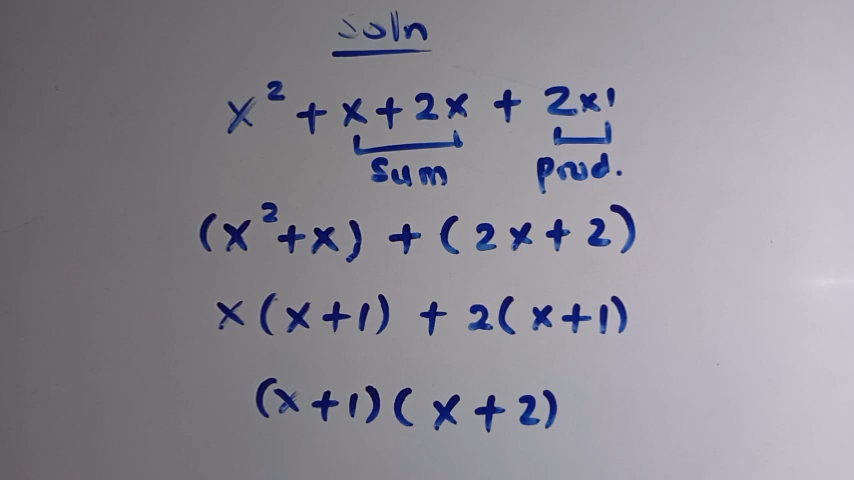 Soln
x² + x + 2x + 2x1
Sum prod.
(x² + x) + (2x + 2)
x(x+1) + 2(x+1)
(x+1)(x+2)